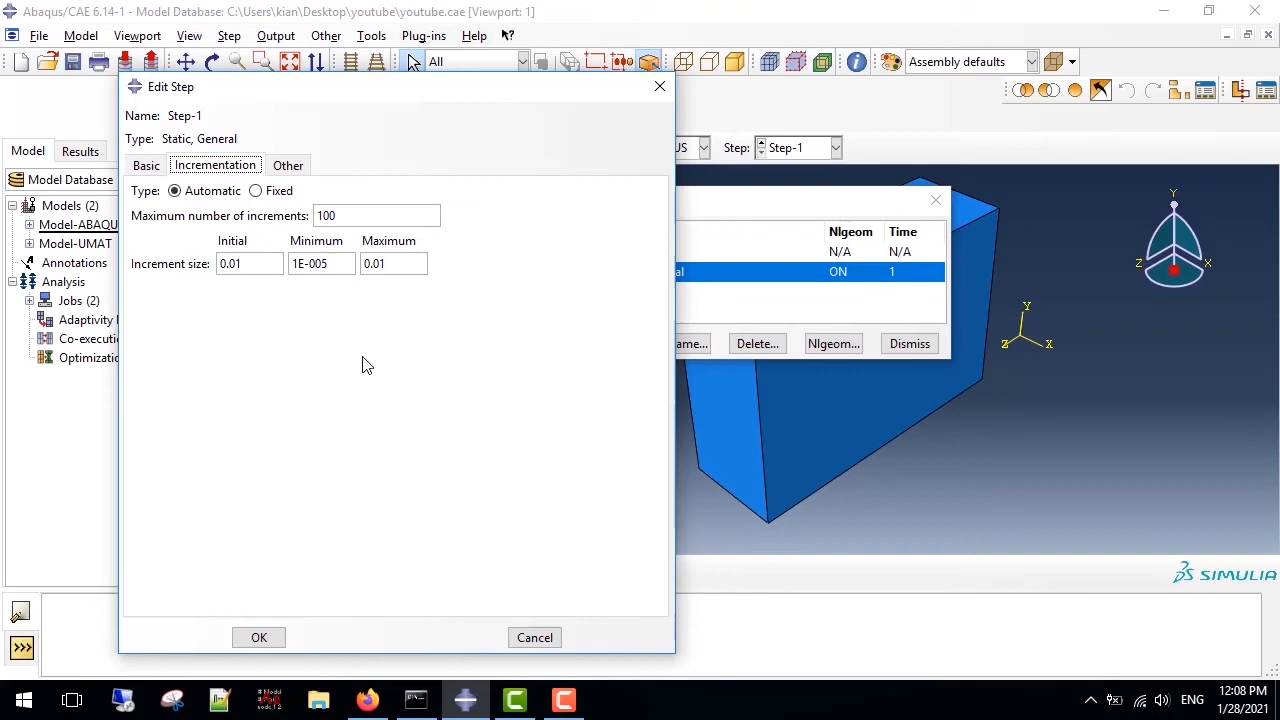 Abaqus/CAE 6.14-1 - Model Database: C:\Users\kian\Desktop\youtube\youtube.cae [Viewport: 1]
File Model Viewport View Step Output Other Tools Plug-ins Help
All
Assembly defaults
Edit Step
Name: Step-1
Type: Static, General
Model Results
US Step: Step-1
Basic Incrementation Other
Model Database
Type: Automatic Fixed
Models (2)
Maximum number of increments: 100
Model-ABAQU
Nlgeom Time
Initial Minimum Maximum
Model-UMAT
N/A N/A
Increment size: 0.01 1E-005 0.01
Annotations
al ON 1
Analysis
Jobs (2)
Adaptivity
Co-executi
Optimizatio
ame... Delete... Nlgeom... Dismiss
Y
Z X
Y
Z X
SIMULIA
OK Cancel
>>>
ENG
12:08 PM
1/28/2021